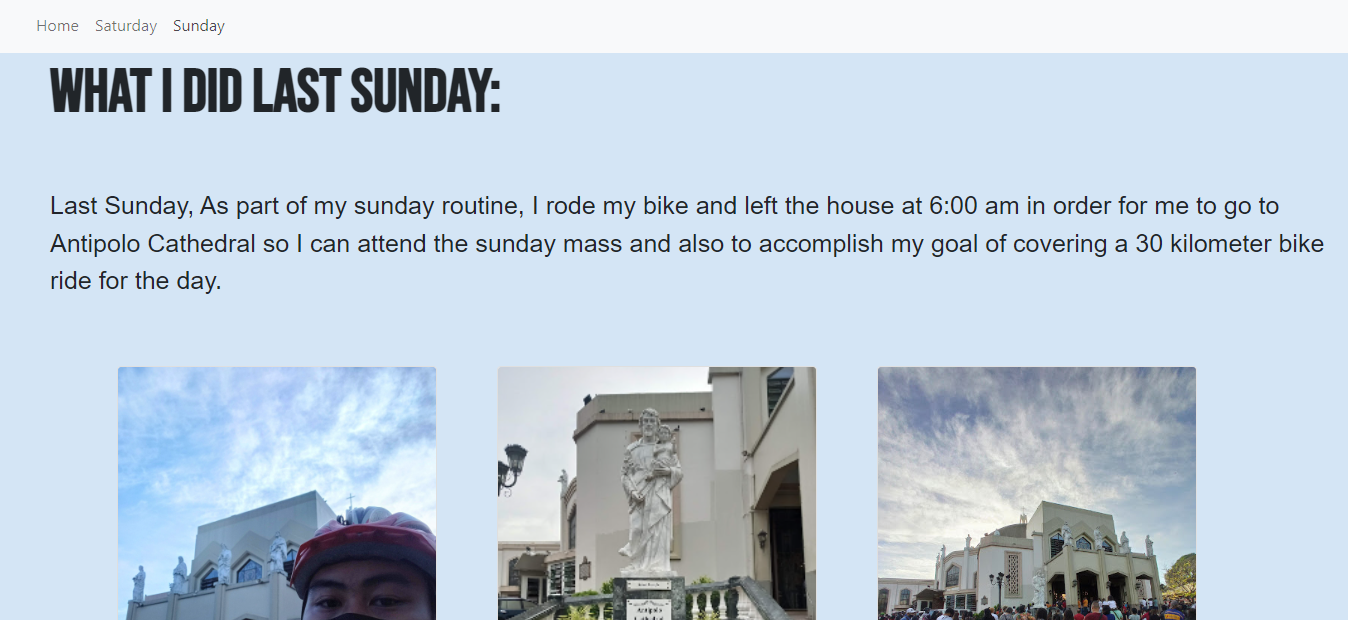 Home Saturday Sunday
WHAT I DID LAST SUNDAY:
Last Sunday, As part of my sunday routine, I rode my bike and left the house at 6:00 am in order for me to go to
Antipolo Cathedral so I can attend the sunday mass and also to accomplish my goal of covering a 30 kilometer bike
ride for the day.
Antipolo